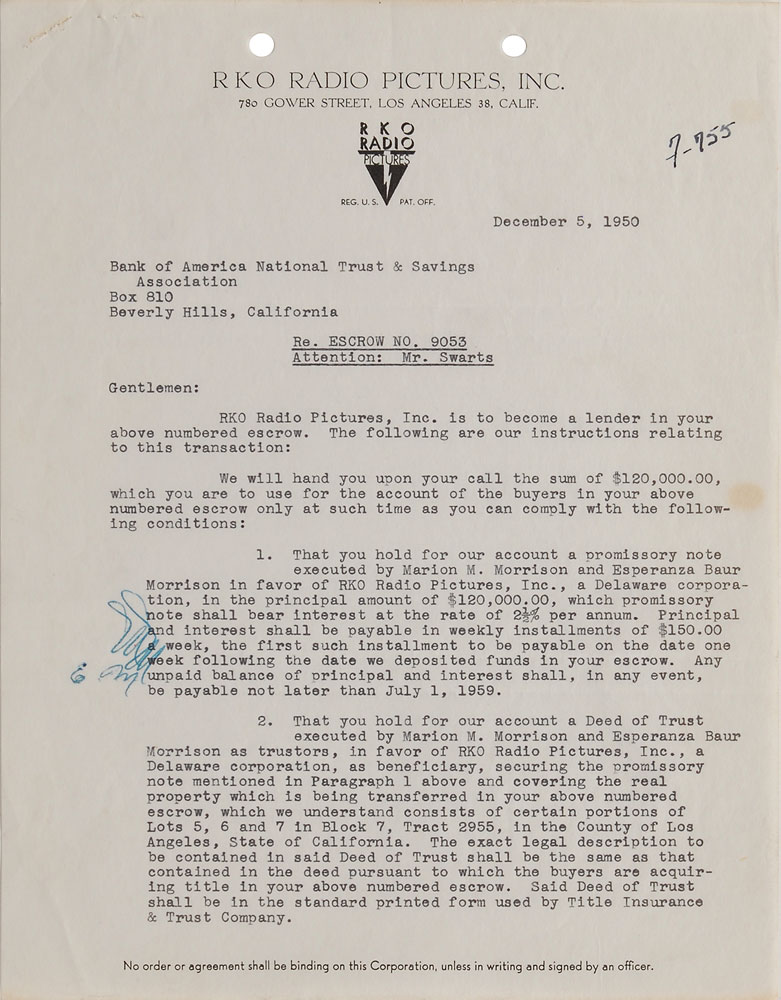 RKO RADIO PICTURES, INC.
780 GOWER STREET, LOS ANGELES 38, CALIF.
RKO
RADIO
PICTURES
REG. U. S. PAT. OFF.
7-755
December 5, 1950
Bank of America National Trust & Savings
Association
Box 810
Beverly Hills, California
Re. ESCROW NO. 9053
Attention: Mr. Swarts
Gentlemen:
RKO Radio Pictures, Inc. is to become a lender in your
above numbered escrow. The following are our instructions relating
to this transaction:
We will hand you upon your call the sum of $120,000.00,
which you are to use for the account of the buyers in your above
numbered escrow only at such time as you can comply with the follow-
ing conditions:
1. That you hold for our account a promissory note
executed by Marion M. Morrison and Esperanza Baur
Morrison in favor of RKO Radio Pictures, Inc., a Delaware corpora-
tion, in the principal amount of $120,000.00, which promissory
note shall bear interest at the rate of 2½% per annum. Principal
and interest shall be payable in weekly installments of $150.00
a week, the first such installment to be payable on the date one
week following the date we deposited funds in your escrow. Any
unpaid balance of principal and interest shall, in any event,
be payable not later than July 1, 1959.
2. That you hold for our account a Deed of Trust
executed by Marion M. Morrison and Esperanza Baur
Morrison as trustors, in favor of RKO Radio Pictures, Inc., a
Delaware corporation, as beneficiary, securing the promissory
note mentioned in Paragraph 1 above and covering the real
property which is being transferred in your above numbered
escrow, which we understand consists of certain portions of
Lots 5, 6 and 7 in Block 7, Tract 2955, in the County of Los
Angeles, State of California. The exact legal description to
be contained in said Deed of Trust shall be the same as that
contained in the deed pursuant to which the buyers are acquir-
ing title in your above numbered escrow. Said Deed of Trust
shall be in the standard printed form used by Title Insurance
& Trust Company.
No order or agreement shall be binding on this Corporation, unless in writing and signed by an officer.